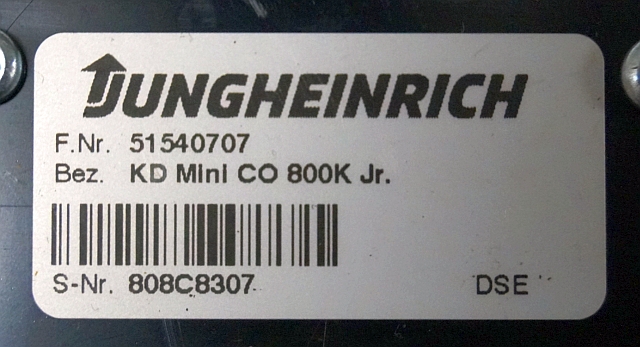 JUNGHEINRICH
F.Nr. 51540707
Bez. KD Mini CO 800K Jr.
S-Nr. 808C8307 DSE